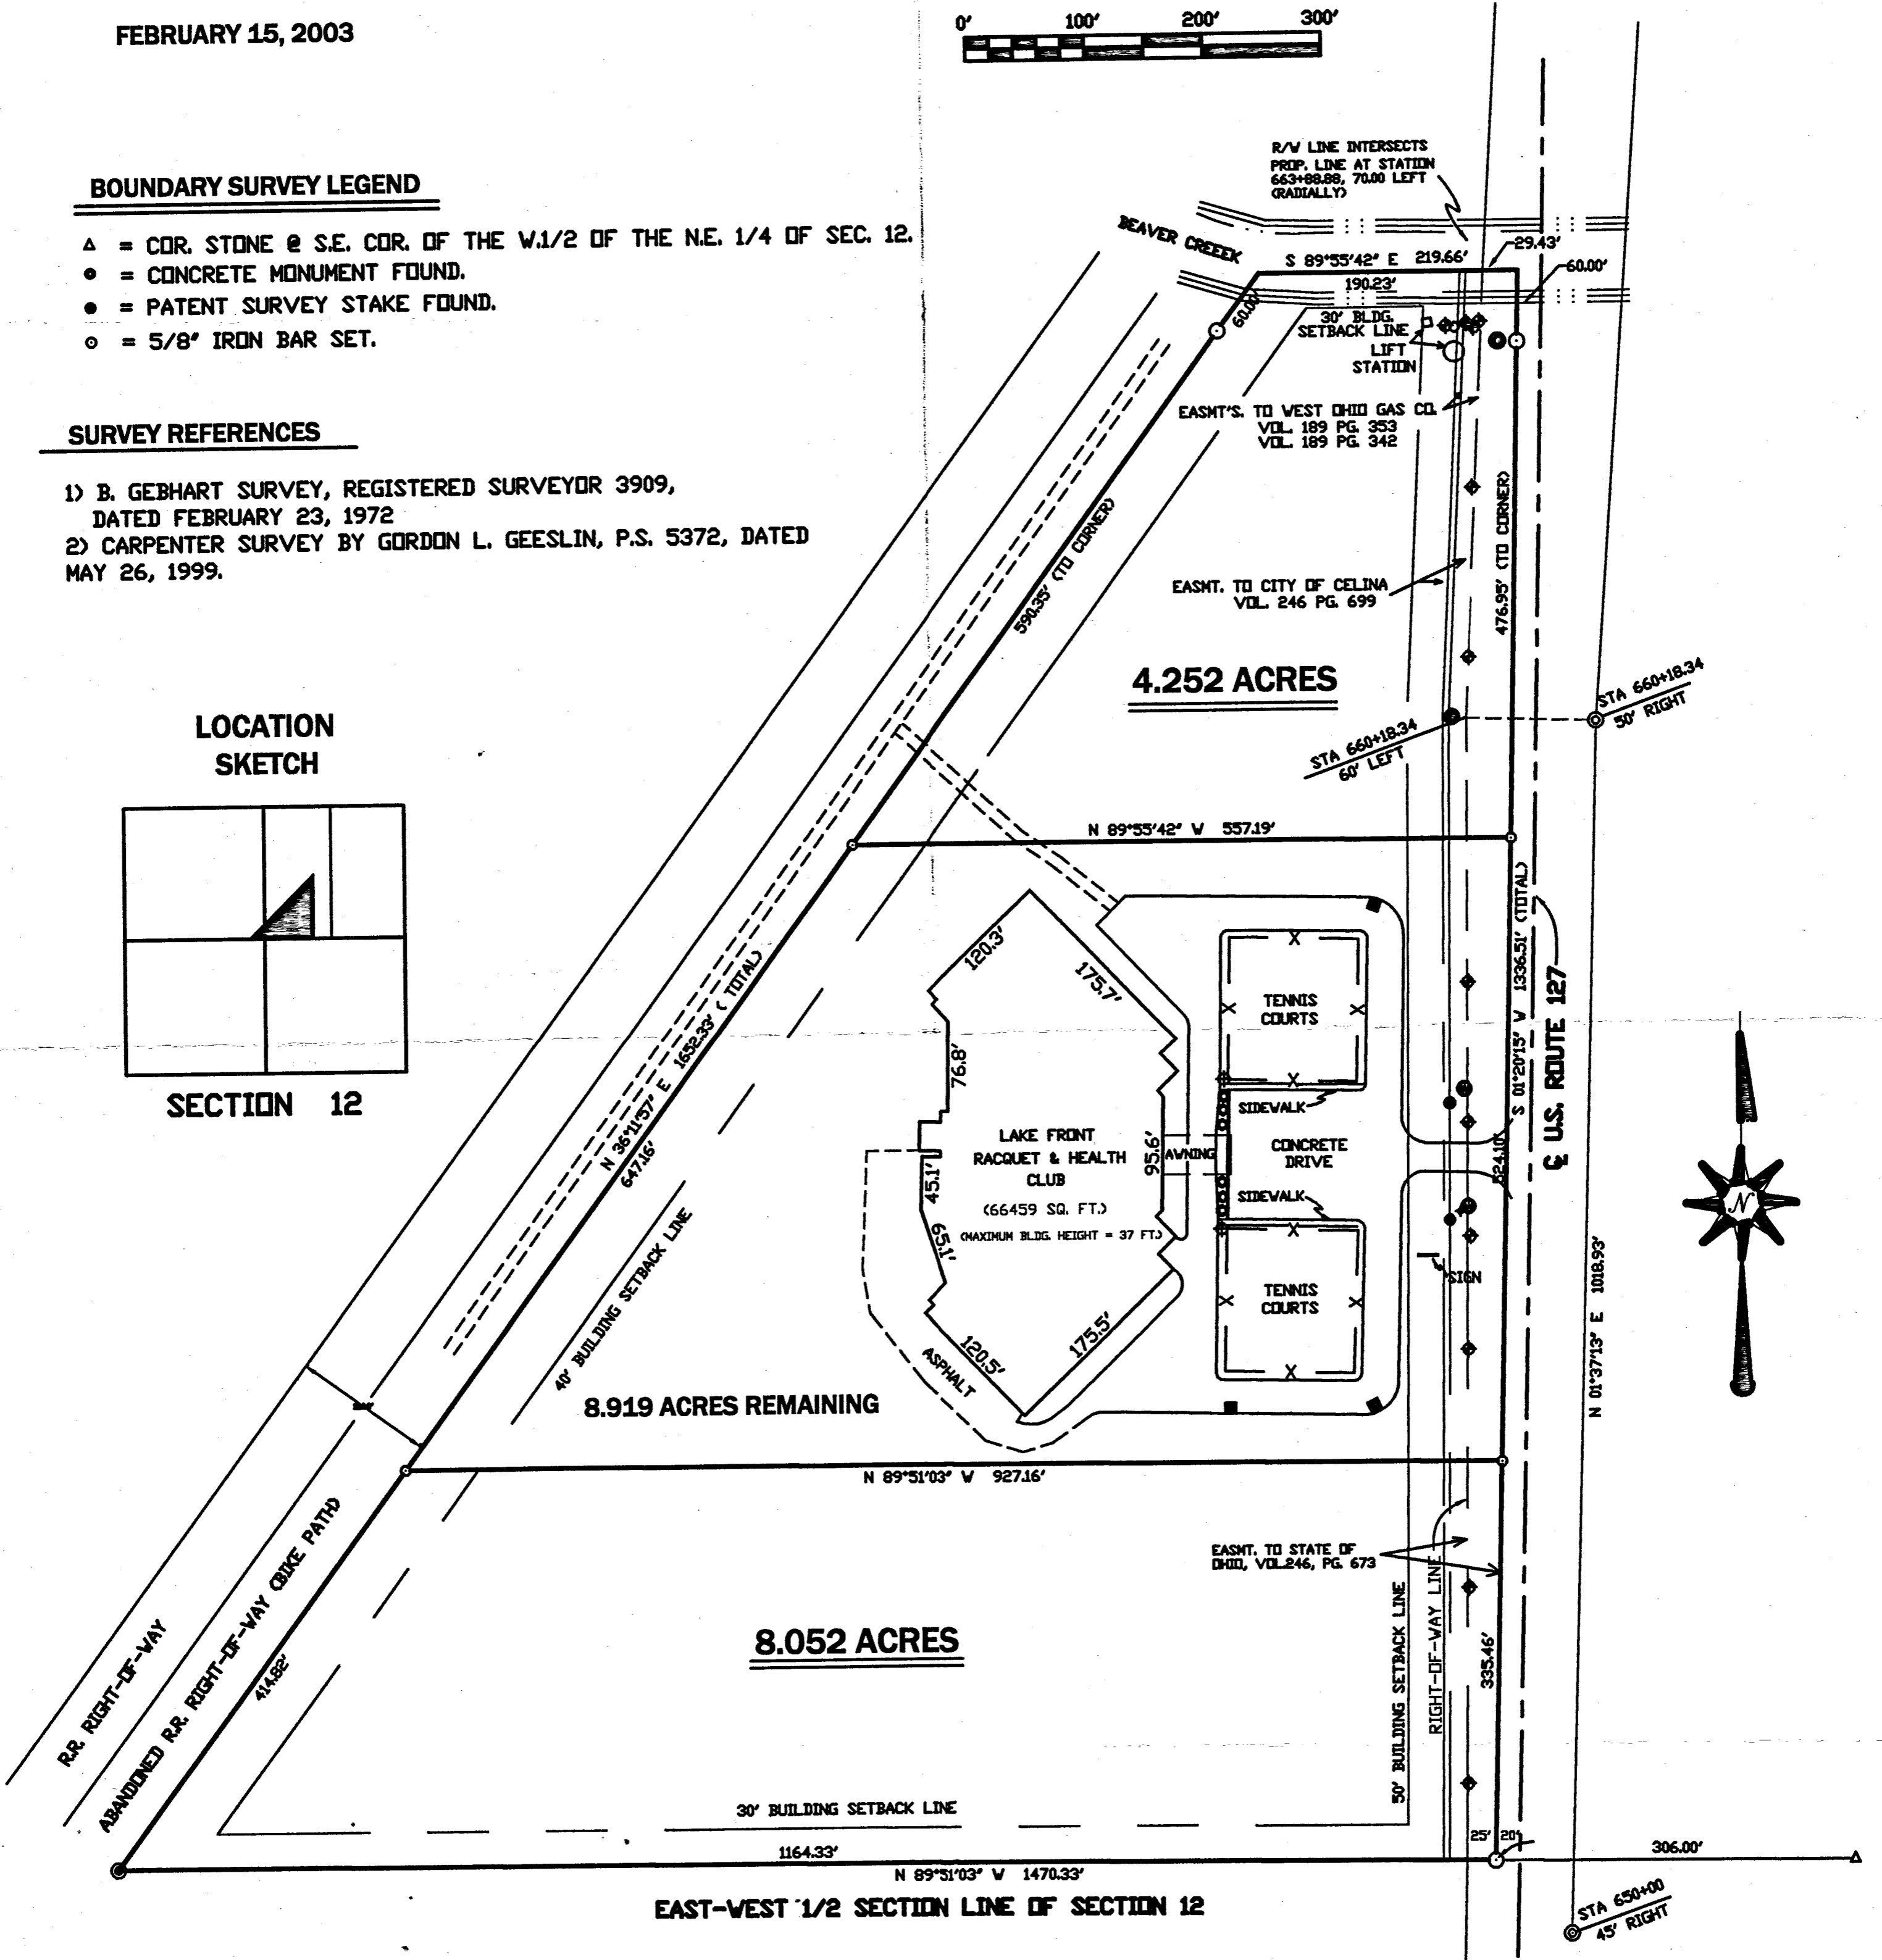 FEBRUARY 15, 2003
0' 100' 200' 300'
BOUNDARY SURVEY LEGEND
= COR. STONE @ S.E. COR. OF THE W.1/2 OF THE N.E. 1/4 OF SEC. 12.
= CONCRETE MONUMENT FOUND.
= PATENT SURVEY STAKE FOUND.
= 5/8" IRON BAR SET.
SURVEY REFERENCES
1) B. GEBHART SURVEY, REGISTERED SURVEYOR 3909,
DATED FEBRUARY 23, 1972
2) CARPENTER SURVEY BY GORDON L. GEESLIN, P.S. 5372, DATED
MAY 26, 1999.
LOCATION
SKETCH
SECTION 12
R/W LINE INTERSECTS
PROP. LINE AT STATION
663+88.88, 70.00 LEFT
(RADIALLY)
BEAVER CREEEK
S 89°55'42" E 219.66'
29.43'
60.00'
190.23'
60.00'
30' BLDG.
SETBACK LINE
LIFT
STATION
EASMT'S. TO WEST OHIO GAS CO.
VOL. 189 PG. 353
VOL. 189 PG. 342
590.35' (TO CORNER)
476.95' (TO CORNER)
EASMT. TO CITY OF CELINA
VOL. 246 PG. 699
4.252 ACRES
STA 660+18.34
50' RIGHT
STA 660+18.34
60' LEFT
N 89°55'42" W 557.19'
S 01°20'15" W 1336.51' (TOTAL)
℄ U.S. ROUTE 127
N 36°11'57" E 1652.33' ( TOTAL)
647.16'
120.3'
175.7'
76.8'
TENNIS
COURTS
SIDEWALK
LAKE FRONT
RACQUET & HEALTH
CLUB
(66459 SQ. FT.)
(MAXIMUM BLDG. HEIGHT = 37 FT.)
95.6'
AWNING
CONCRETE
DRIVE
524.10'
45.1'
65.1'
SIDEWALK
SIGN
TENNIS
COURTS
120.5'
175.5'
ASPHALT
N 01°37'13" E 1018.93'
N
40' BUILDING SETBACK LINE
8.919 ACRES REMAINING
N 89°51'03" W 927.16'
EASMT. TO STATE OF
OHIO, VOL.246, PG. 673
R.R. RIGHT-OF-WAY
ABANDONED R.R. RIGHT-OF-WAY (BIKE PATH)
414.82'
8.052 ACRES
50' BUILDING SETBACK LINE
RIGHT-OF-WAY LINE
335.46'
30' BUILDING SETBACK LINE
1164.33'
25' 20'
306.00'
N 89°51'03" W 1470.33'
EAST-WEST 1/2 SECTION LINE OF SECTION 12
STA 650+00
45' RIGHT